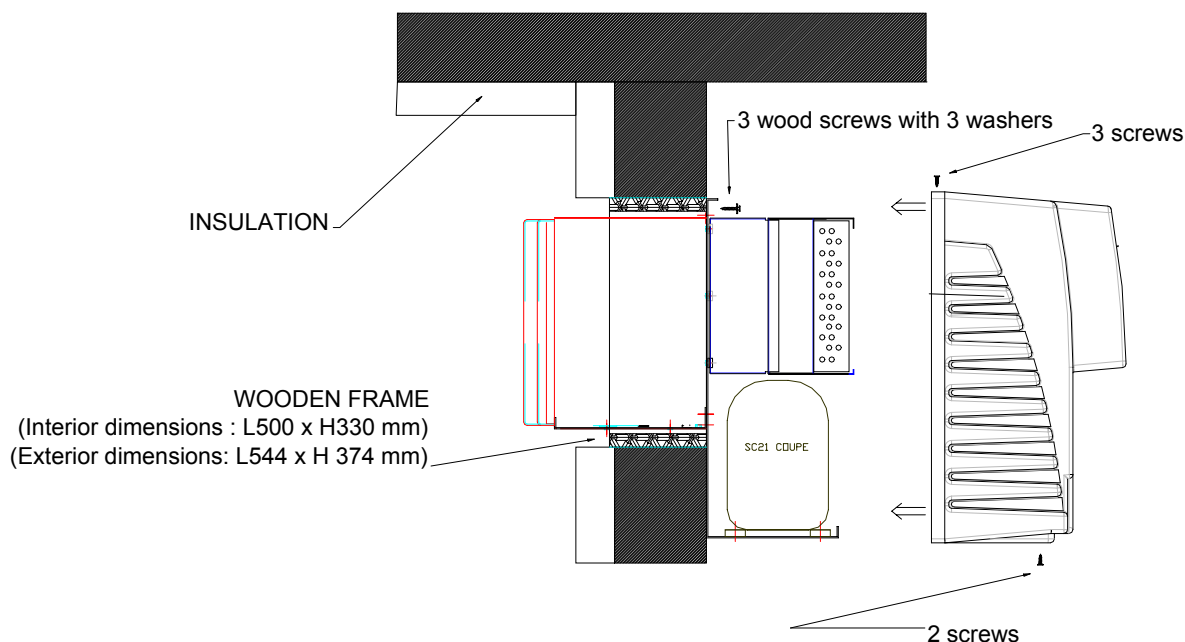 3 wood screws with 3 washers
3 screws
INSULATION
WOODEN FRAME
(Interior dimensions : L500 x H330 mm)
(Exterior dimensions: L544 x H 374 mm)
SC21 COUPE
2 screws